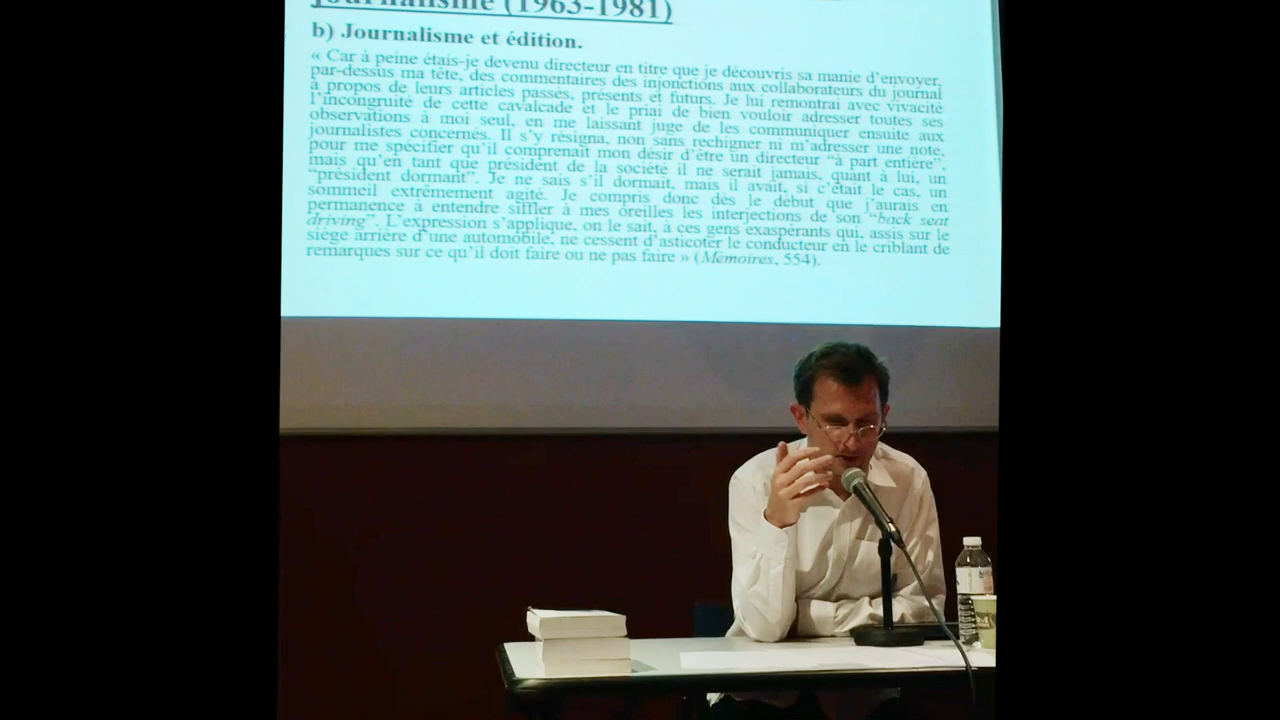 journalisme (1963-1981)
b) Journalisme et édition.
« Car à peine étais-je devenu directeur en titre que je découvris sa manie d'envoyer,
par-dessus ma tête, des commentaires des injonctions aux collaborateurs du journal
à propos de leurs articles passés, présents et futurs. Je lui remontrai avec vivacité
l'incongruité de cette cavalcade et le priai de bien vouloir adresser toutes ses
observations à moi seul, en me laissant juge de les communiquer ensuite aux
journalistes concernés. Il s'y résigna, non sans rechigner ni m'adresser une note,
pour me spécifier qu'il comprenait mon désir d'être un directeur “à part entière”,
mais qu'en tant que président de la société il ne serait jamais, quant à lui, un
“président dormant”. Je ne sais s'il dormait, mais il avait, si c'était le cas, un
sommeil extrêmement agité. Je compris donc dès le début que j'aurais en
permanence à entendre siffler à mes oreilles les interjections de son “back seat
driving”. L'expression s'applique, on le sait, à ces gens exaspérants qui, assis sur le
siège arrière d'une automobile, ne cessent d'asticoter le conducteur en le criblant de
remarques sur ce qu'il doit faire ou ne pas faire » (Mémoires, 554).